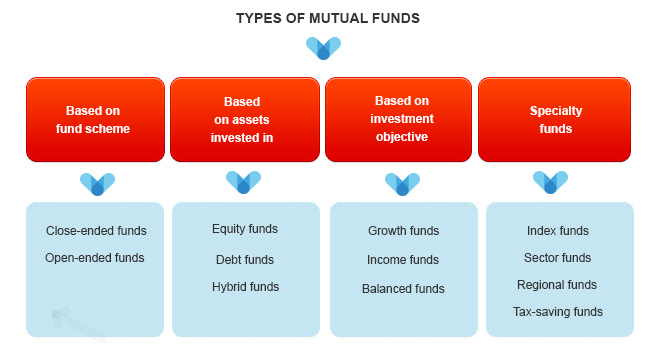 TYPES OF MUTUAL FUNDS
Based on
fund scheme
Based
on assets
invested in
Based on
investment
objective
Specialty
funds
Close-ended funds
Open-ended funds
Equity funds
Debt funds
Hybrid funds
Growth funds
Income funds
Balanced funds
Index funds
Sector funds
Regional funds
Tax-saving funds